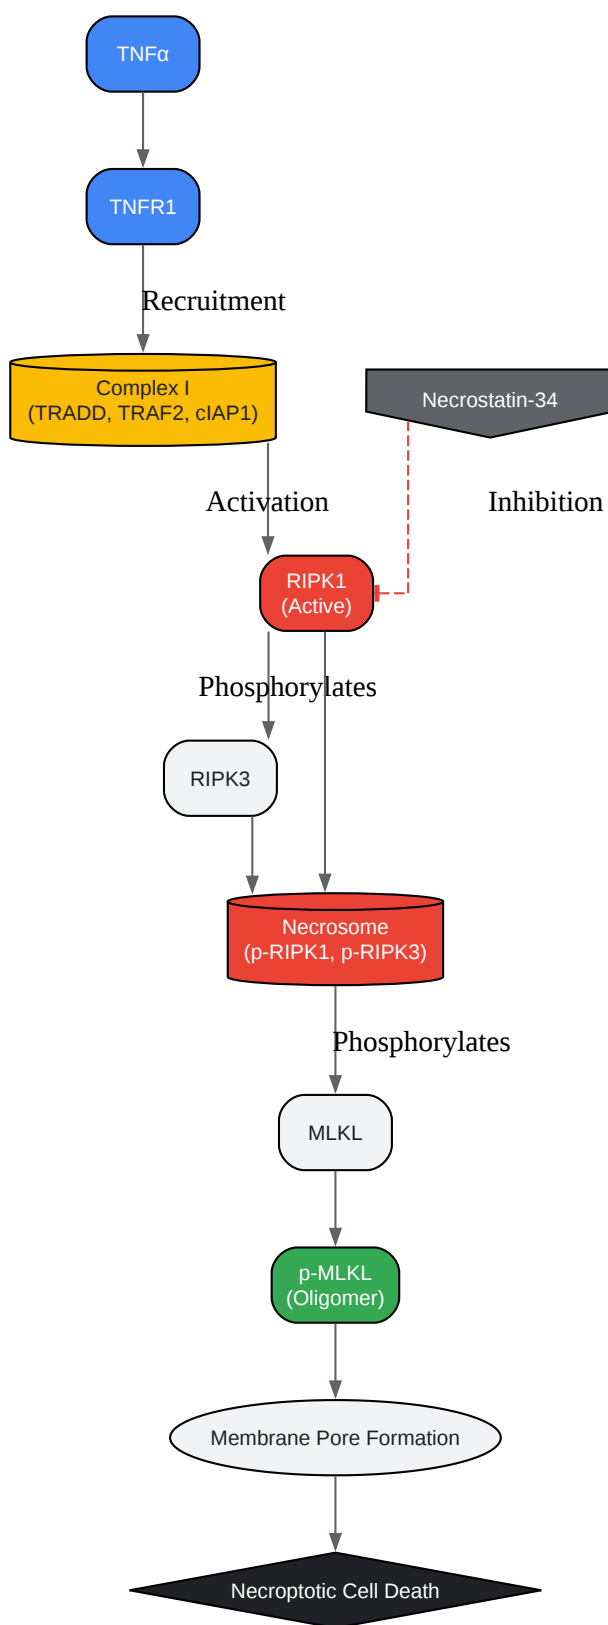 TNFα
TNFR1
Recruitment
Complex I
(TRADD, TRAF2, cIAP1)
Necrostatin-34
Activation
Inhibition
RIPK1
(Active)
Phosphorylates
RIPK3
Necrosome
(p-RIPK1, p-RIPK3)
Phosphorylates
MLKL
p-MLKL
(Oligomer)
Membrane Pore Formation
Necroptotic Cell Death